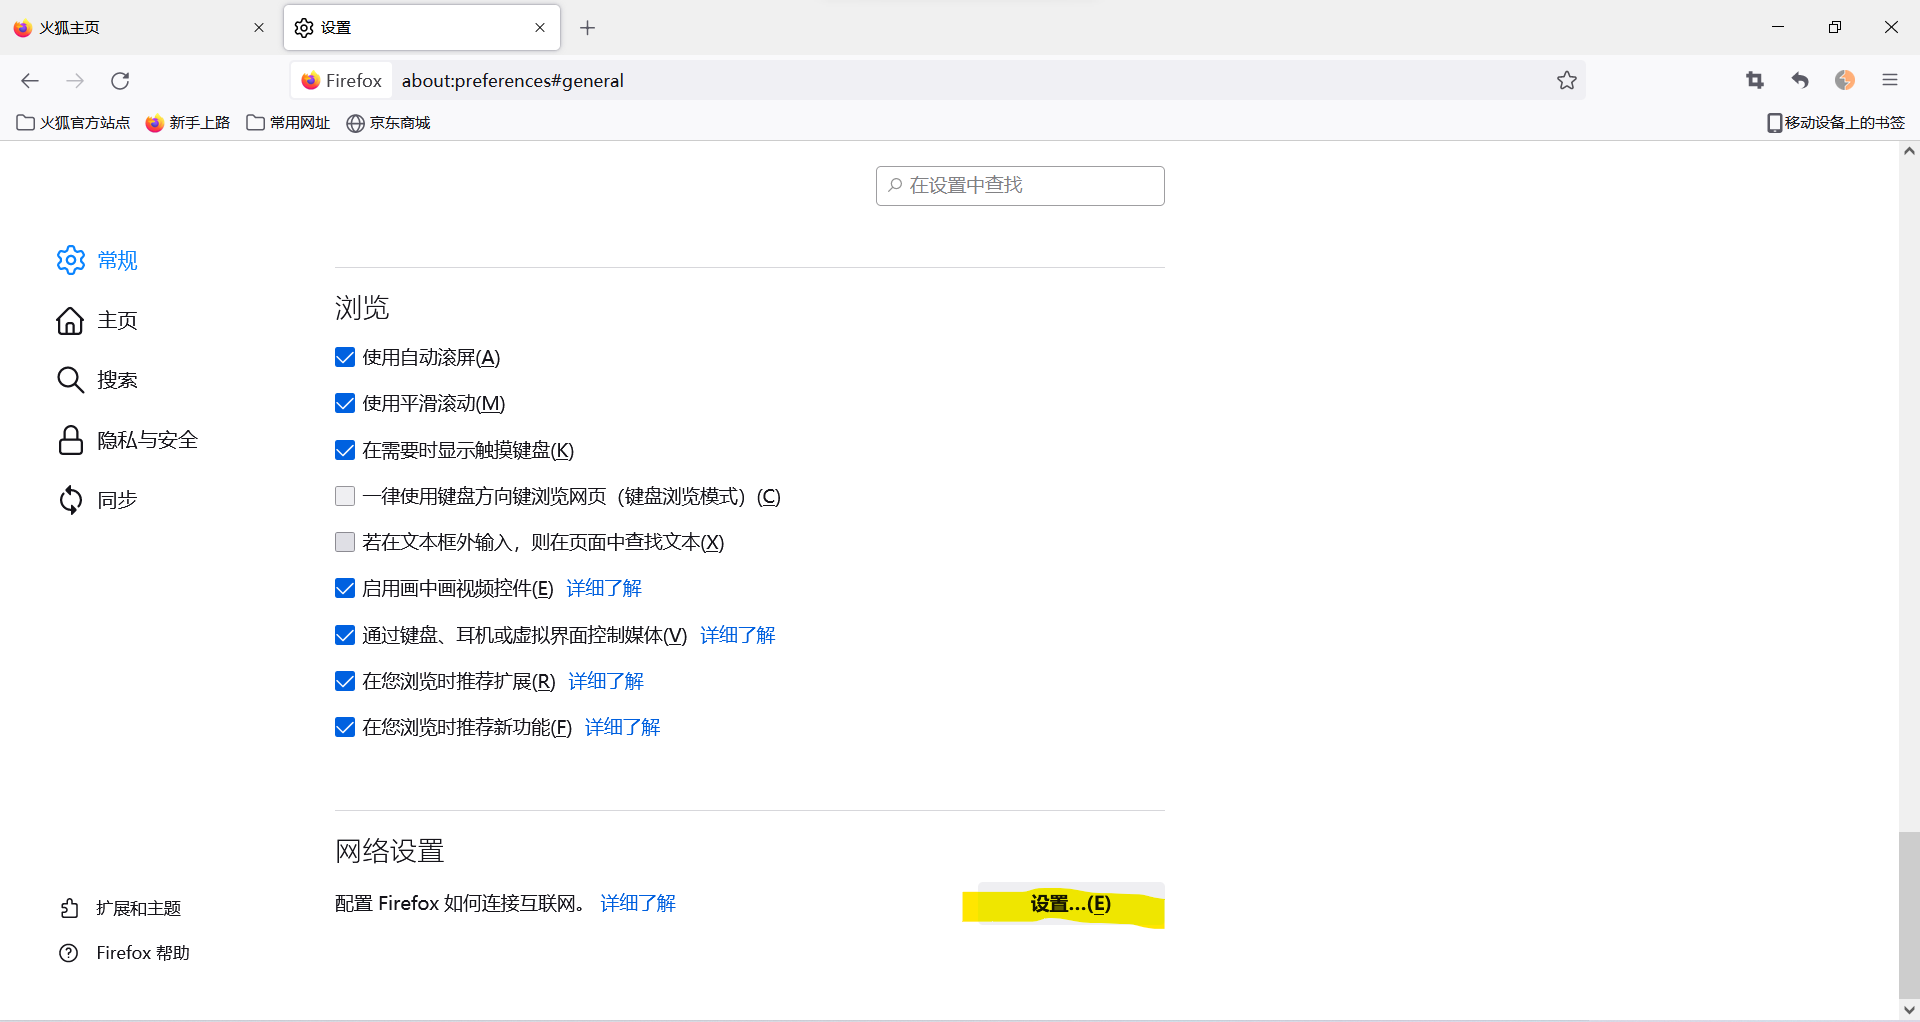 火狐主页
设置
Firefox about:preferences#general
火狐官方站点 新手上路 常用网址 京东商城 移动设备上的书签
在设置中查找
常规
主页
搜索
隐私与安全
同步
浏览
使用自动滚屏(A)
使用平滑滚动(M)
在需要时显示触摸键盘(K)
一律使用键盘方向键浏览网页（键盘浏览模式）(C)
若在文本框外输入，则在页面中查找文本(X)
启用画中画视频控件(E) 详细了解
通过键盘、耳机或虚拟界面控制媒体(V) 详细了解
在您浏览时推荐扩展(R) 详细了解
在您浏览时推荐新功能(F) 详细了解
网络设置
配置 Firefox 如何连接互联网。 详细了解 设置...(E)
扩展和主题
Firefox 帮助